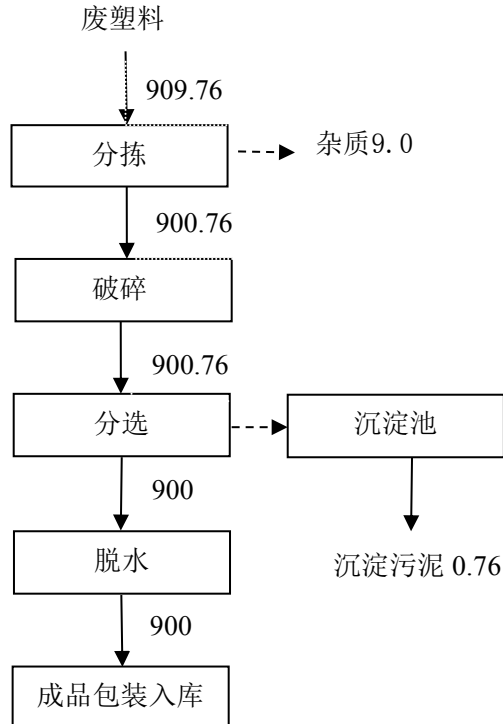 废塑料
909.76
分拣
杂质9.0
900.76
破碎
900.76
分选
沉淀池
900
脱水
沉淀污泥 0.76
900
成品包装入库